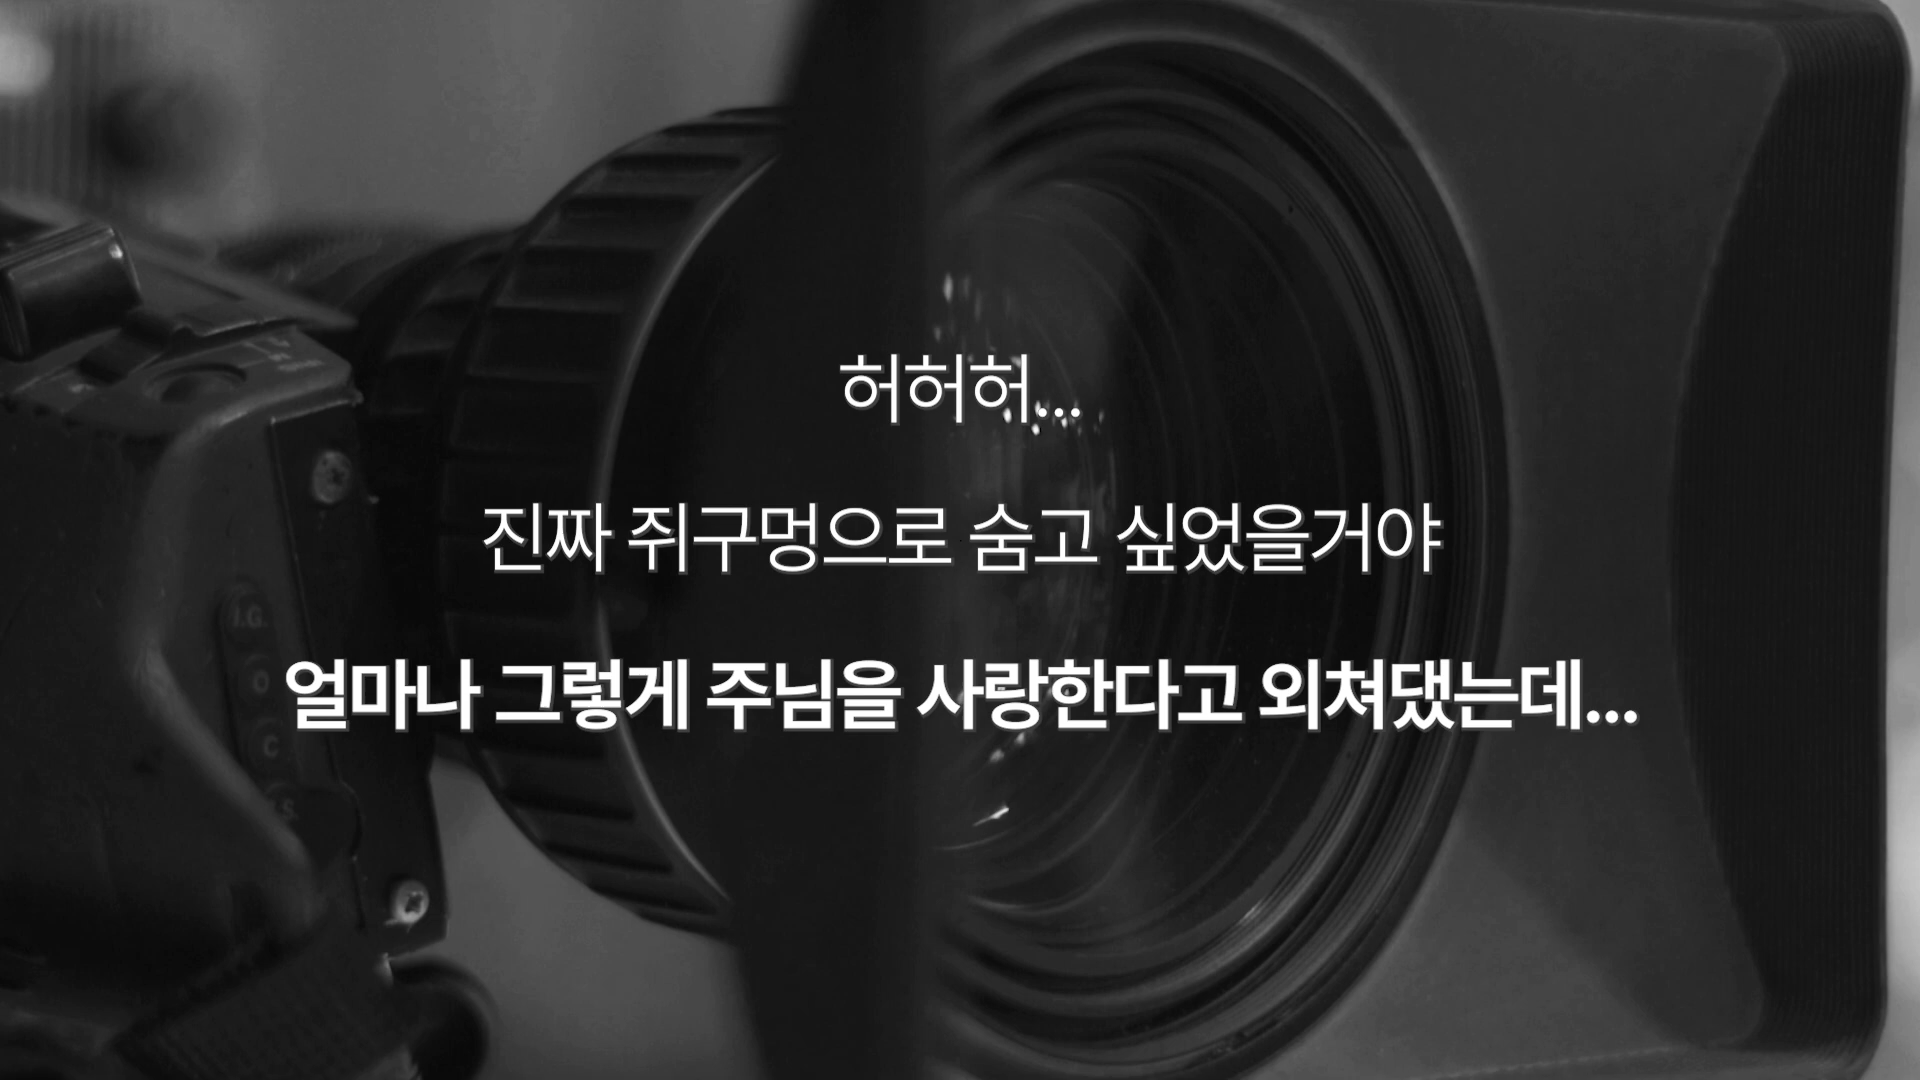 허허허...
진짜 쥐구멍으로 숨고 싶었을거야
얼마나 그렇게 주님을 사랑한다고 외쳐댔는데...
I.G.
O
C
S